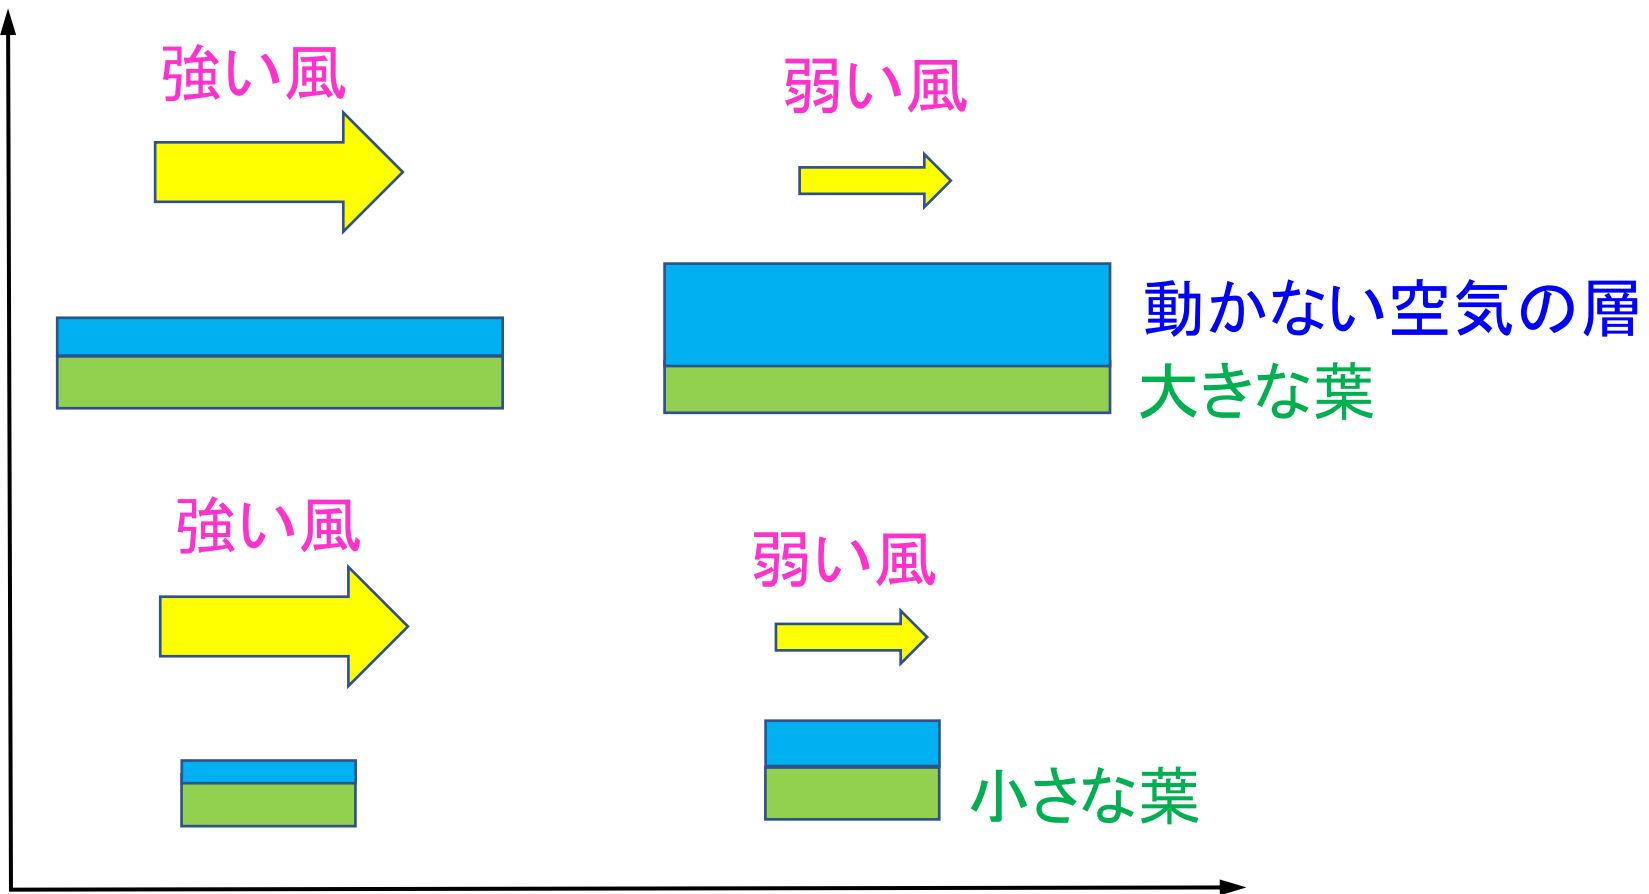 強い風
弱い風
動かない空気の層
大きな葉
強い風
弱い風
小さな葉